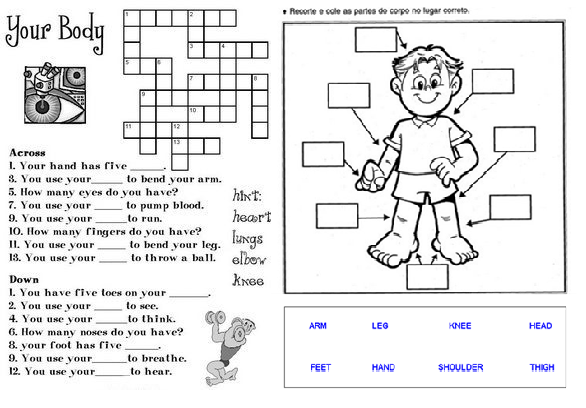 Your Body
Across
1. Your hand has five ______.
3. You use your______ to bend your arm.
5. How many eyes do you have?
7. You use your _____ to pump blood.
9. You use your ______to run.
10. How many fingers do you have?
11. You use your _____ to bend your leg.
13. You use your _____ to throw a ball.
Down
1. You have five toes on your _______.
2. You use your _____ to see.
4. You use your _____ to think.
6. How many noses do you have?
8. your foot has five ______.
9. You use your______to breathe.
12. You use your______to hear.
hint:
heart
lungs
elbow
knee
Recorte e cole as partes do corpo no lugar correto.
ARM LEG KNEE HEAD
FEET HAND SHOULDER THIGH